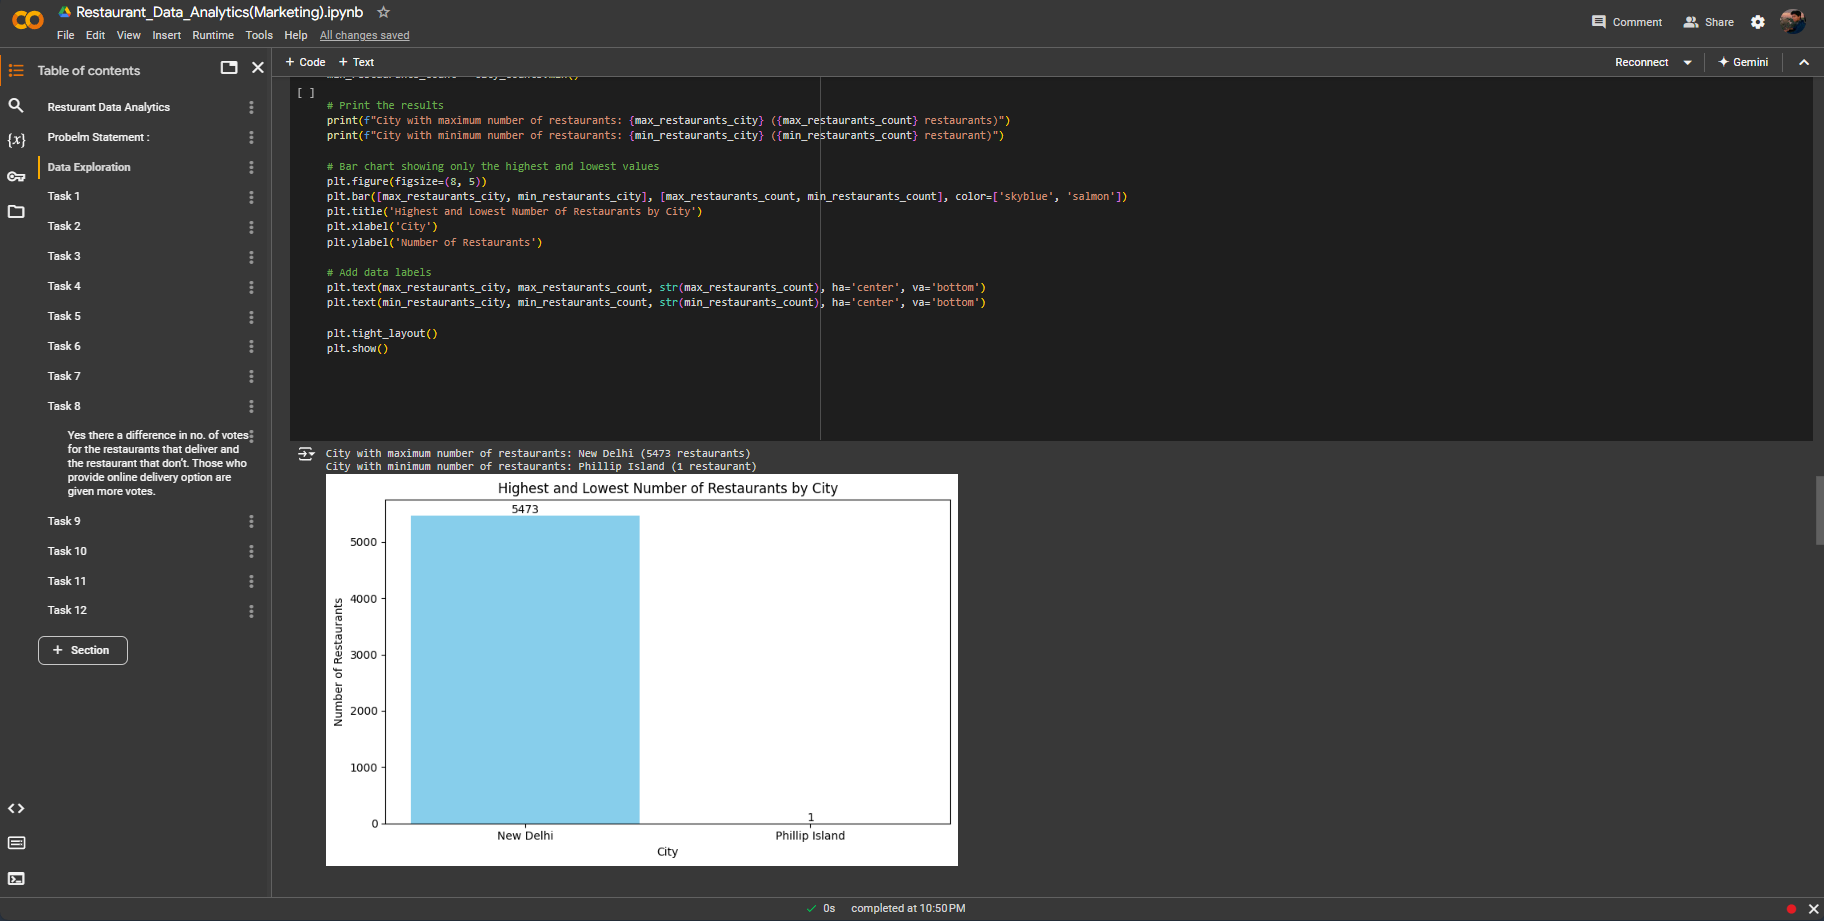 Restaurant_Data_Analytics(Marketing).ipynb
File Edit View Insert Runtime Tools Help All changes saved
Comment Share
Table of contents
+ Code + Text
Reconnect Gemini
Resturant Data Analytics
Probelm Statement :
Data Exploration
Task 1
Task 2
Task 3
Task 4
Task 5
Task 6
Task 7
Task 8
Yes there a difference in no. of votes
for the restaurants that deliver and
the restaurant that don't. Those who
provide online delivery option are
given more votes.
Task 9
Task 10
Task 11
Task 12
+ Section
[ ]
# Print the results
print(f"City with maximum number of restaurants: {max_restaurants_city} ({max_restaurants_count} restaurants)")
print(f"City with minimum number of restaurants: {min_restaurants_city} ({min_restaurants_count} restaurant)")
# Bar chart showing only the highest and lowest values
plt.figure(figsize=(8, 5))
plt.bar([max_restaurants_city, min_restaurants_city], [max_restaurants_count, min_restaurants_count], color=['skyblue', 'salmon'])
plt.title('Highest and Lowest Number of Restaurants by City')
plt.xlabel('City')
plt.ylabel('Number of Restaurants')
# Add data labels
plt.text(max_restaurants_city, max_restaurants_count, str(max_restaurants_count), ha='center', va='bottom')
plt.text(min_restaurants_city, min_restaurants_count, str(min_restaurants_count), ha='center', va='bottom')
plt.tight_layout()
plt.show()
City with maximum number of restaurants: New Delhi (5473 restaurants)
City with minimum number of restaurants: Phillip Island (1 restaurant)
Highest and Lowest Number of Restaurants by City
5473
5000
4000
3000
2000
1000
0
Number of Restaurants
1
New Delhi Phillip Island
City
0s completed at 10:50 PM